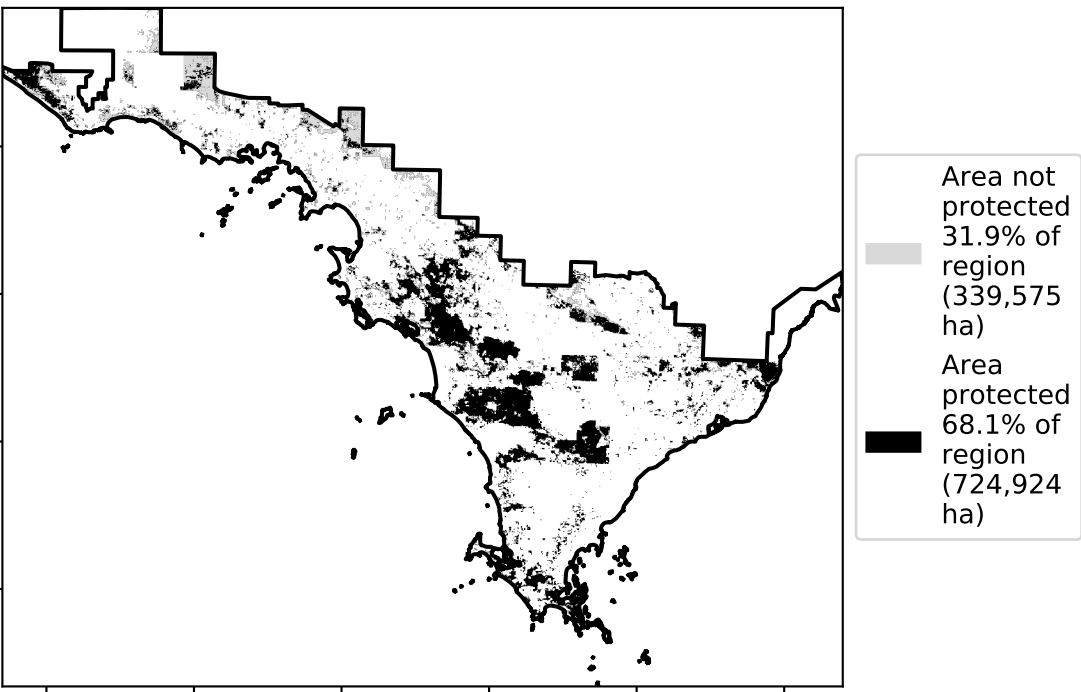 Area not
protected
31.9% of
region
(339,575
ha)
Area
protected
68.1% of
region
(724,924
ha)